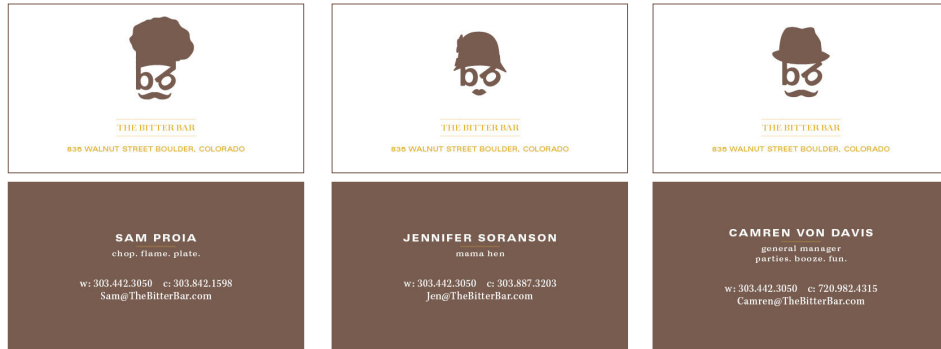 b6
THE BITTER BAR
835 WALNUT STREET BOULDER, COLORADO
b6
THE BITTER BAR
835 WALNUT STREET BOULDER, COLORADO
b6
THE BITTER BAR
835 WALNUT STREET BOULDER, COLORADO
SAM PROIA
chop. flame. plate.
w: 303.442.3050 c: 303.842.1598
Sam@TheBitterBar.com
JENNIFER SORANSON
mama hen
w: 303.442.3050 c: 303.887.3203
Jen@TheBitterBar.com
CAMREN VON DAVIS
general manager
parties. booze. fun.
w: 303.442.3050 c: 720.982.4315
Camren@TheBitterBar.com